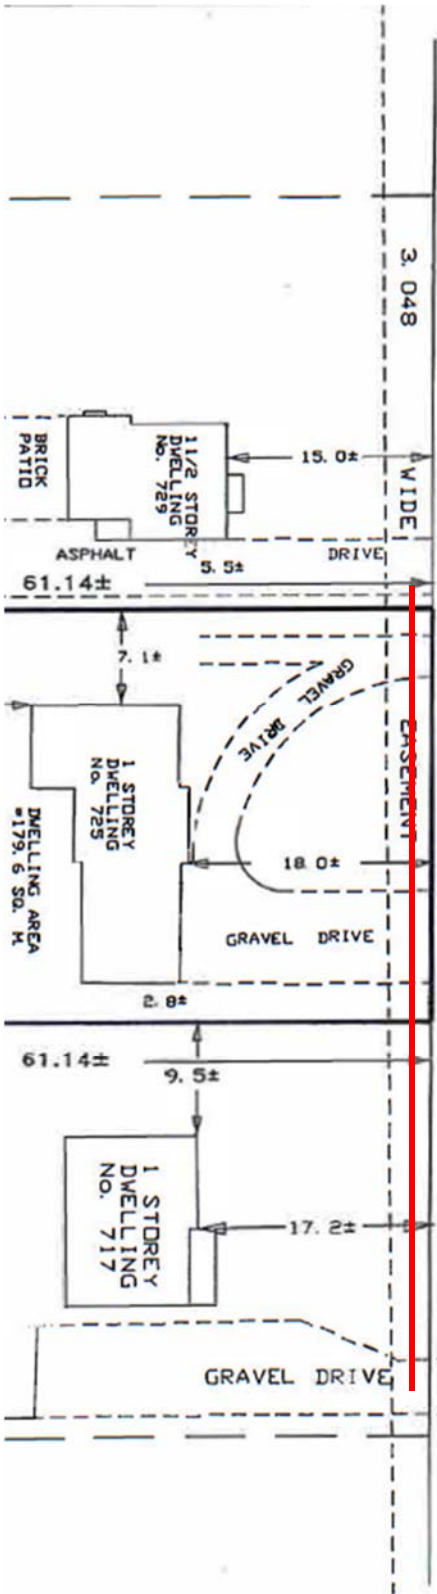 3.048
WIDE
15.0±
1 1/2 STOREY
DWELLING
No. 729
BRICK
PATIO
ASPHALT
DRIVE
5.5±
61.14±
7.1±
GRAVEL
DRIVE
EASEMENT
1 STOREY
DWELLING
No. 725
DWELLING AREA
=179.6 SQ. M.
18.0±
GRAVEL DRIVE
2.8±
61.14±
9.5±
1 STOREY
DWELLING
No. 717
17.2±
GRAVEL DRIVE